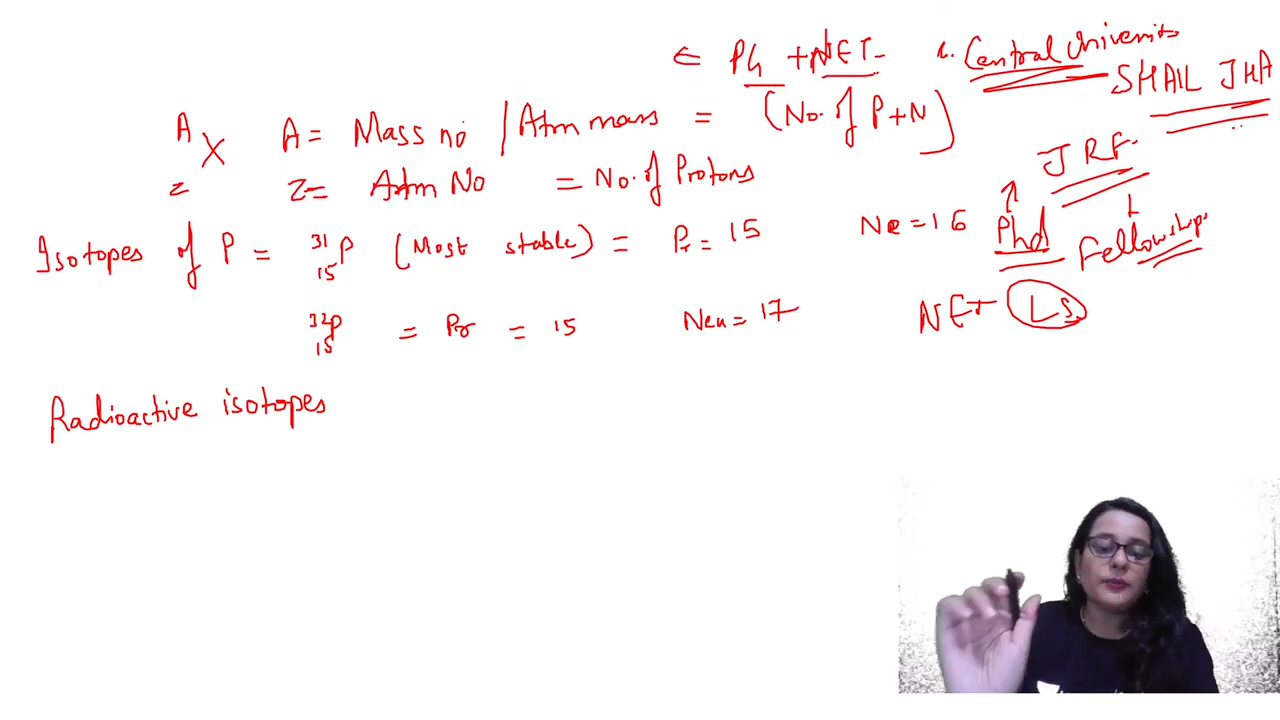 ← PG + NET
1. Central University
SHAIL JHA
A X A = Mass no / Atm mass = (No. of P+N)
Z Z = Atm No = No. of Protons
JRF
Isotopes of P = 31 15 P (Most stable) = Pr = 15 Ne = 16
Phd
Fellowship
32 15 P = Pr = 15 Neu = 17
NET LS
Radioactive isotopes